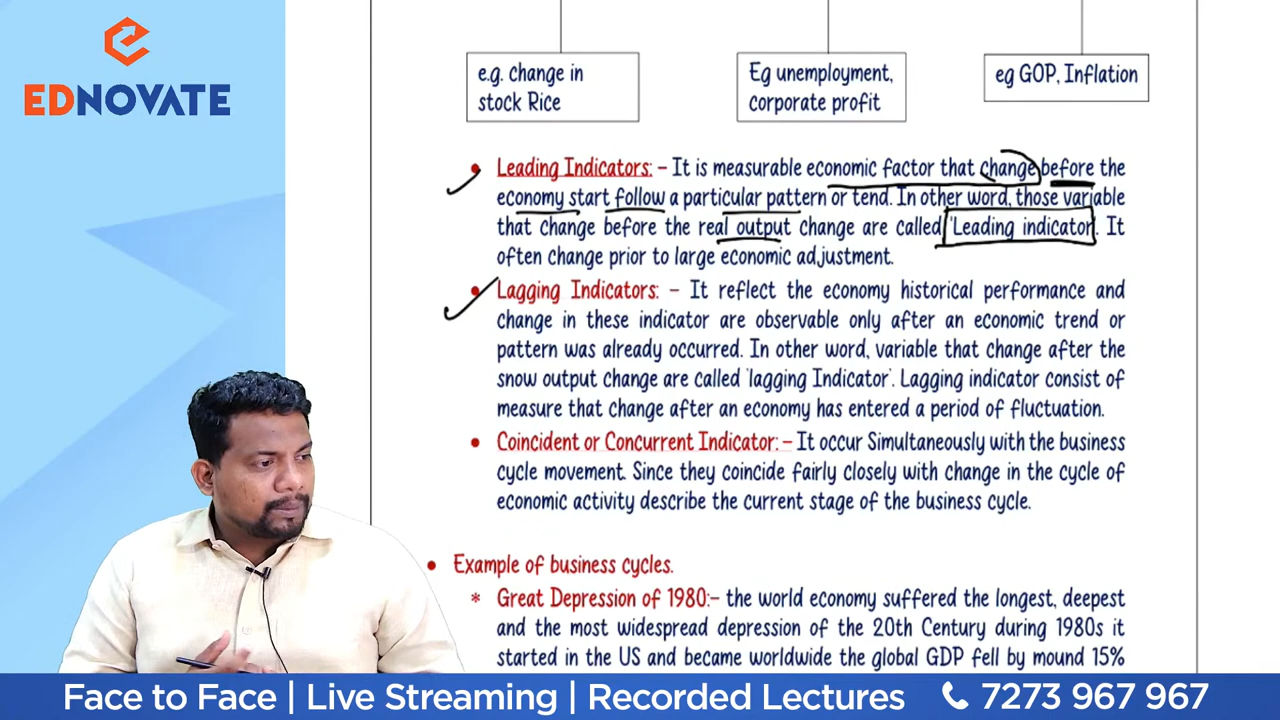 EDNOVATE
e.g. change in
stock Rice
Eg unemployment,
corporate profit
eg GOP, Inflation
• Leading Indicators: - It is measurable economic factor that change before the
economy start follow a particular pattern or tend. In other word, those variable
that change before the real output change are called 'Leading indicator'. It
often change prior to large economic adjustment.
• Lagging Indicators: - It reflect the economy historical performance and
change in these indicator are observable only after an economic trend or
pattern was already occurred. In other word, variable that change after the
snow output change are called 'lagging Indicator'. Lagging indicator consist of
measure that change after an economy has entered a period of fluctuation.
• Coincident or Concurrent Indicator: - It occur Simultaneously with the business
cycle movement. Since they coincide fairly closely with change in the cycle of
economic activity describe the current stage of the business cycle.
• Example of business cycles.
* Great Depression of 1980:- the world economy suffered the longest, deepest
and the most widespread depression of the 20th Century during 1980s it
started in the US and became worldwide the global GDP fell by mound 15%
Face to Face | Live Streaming | Recorded Lectures 7273 967 967